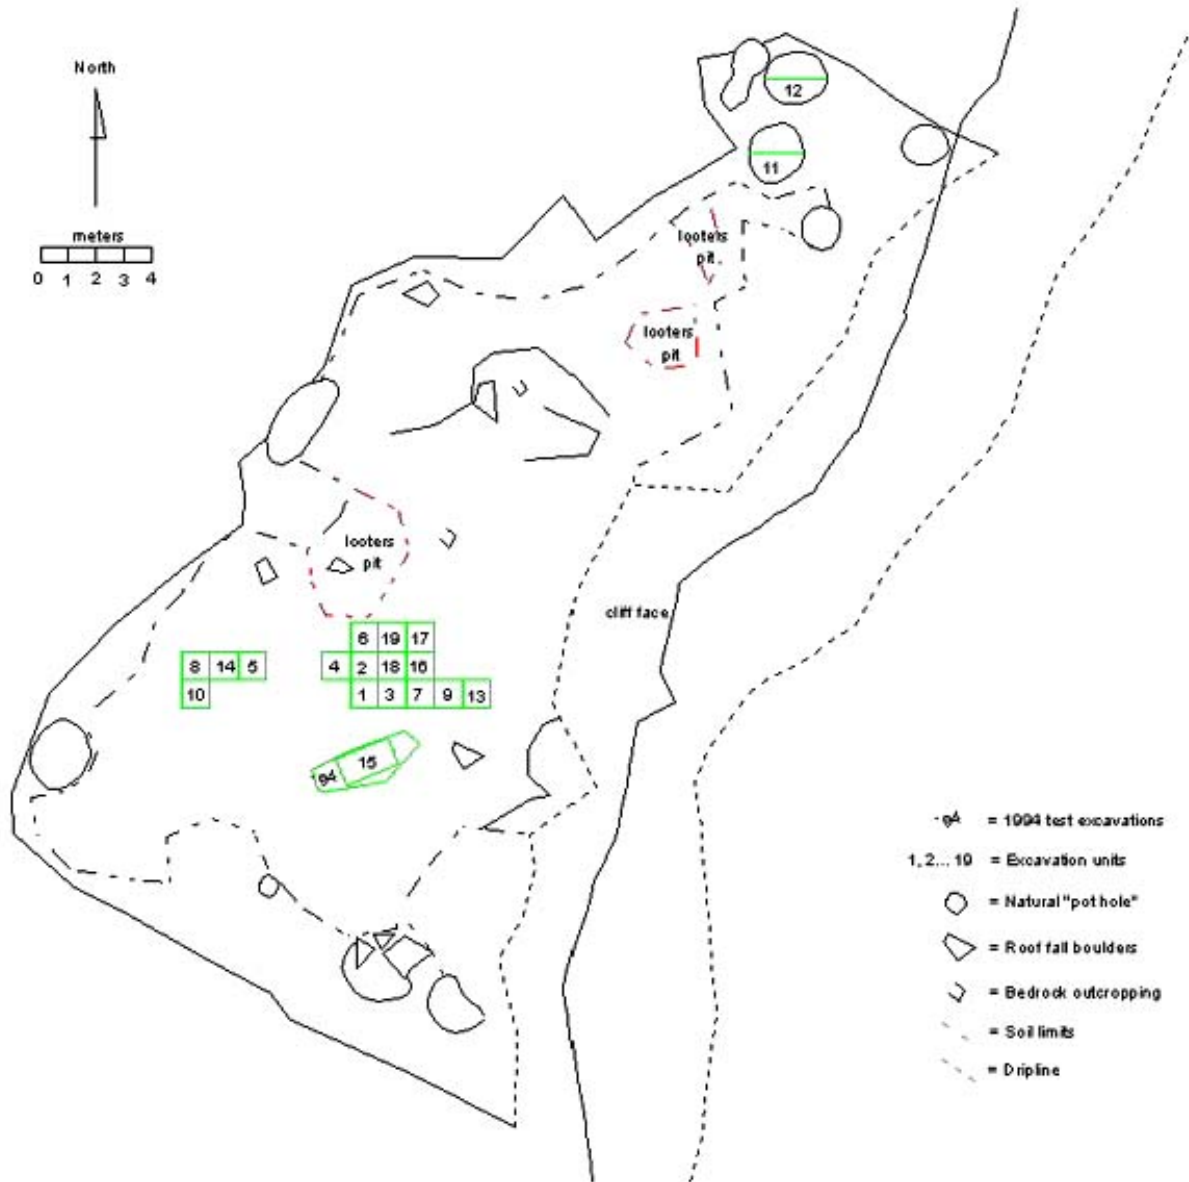 North
meters
0 1 2 3 4
12
11
looters
pit
looters
pit
looters
pit
cliff face
6 19 17
8 14 5
4 2 18 16
10
1 3 7 9 13
94 15
94 = 1994 test excavations
1, 2... 19 = Excavation units
= Natural "pot hole"
= Roof fall boulders
= Bedrock outcropping
= Soil limits
= Dripline